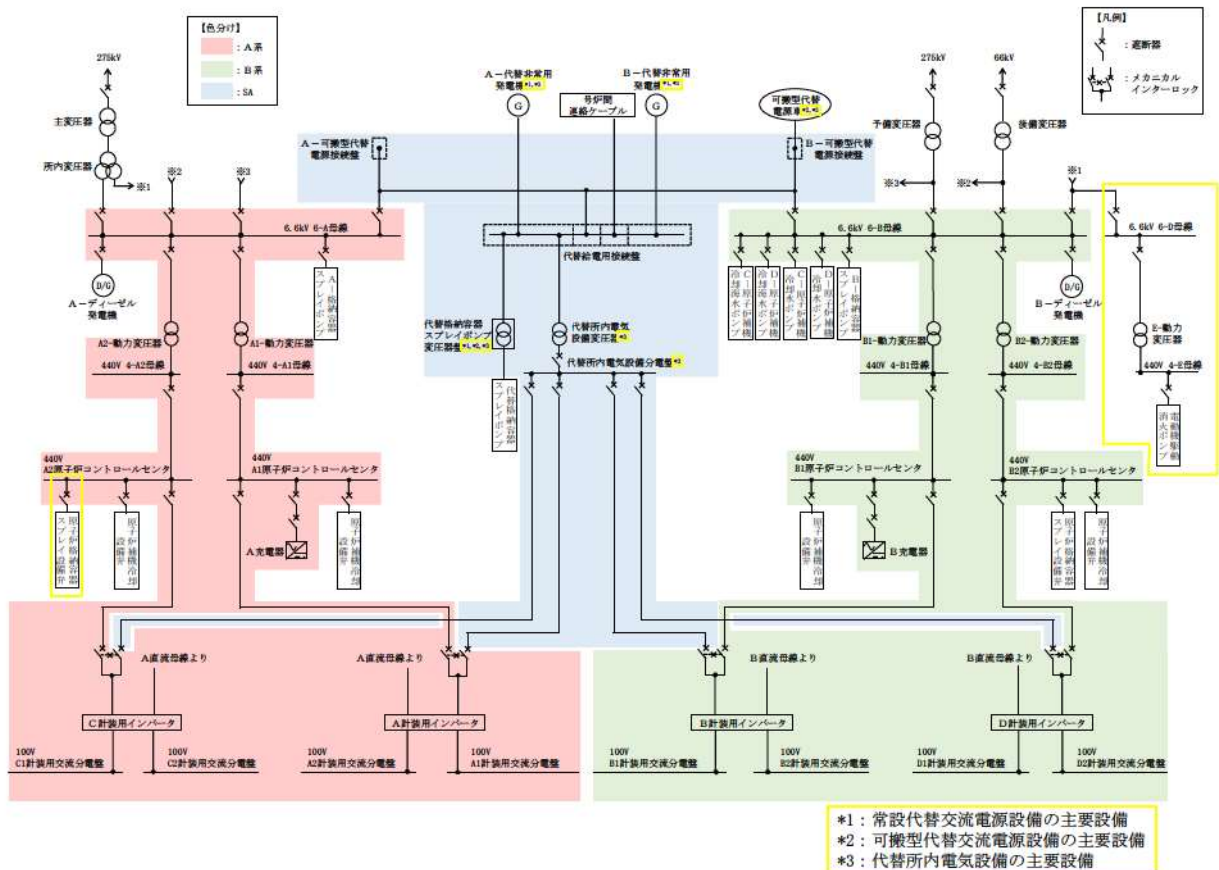 【色分け】
：A系
：B系
：SA
【凡例】
：遮断器
：メカニカル
インターロック
275kV
主変圧器
所内変圧器
※1
※2
※3
A－代替非常用
発電機*1,*3
号炉間
連絡ケーブル
B－代替非常用
発電機*1,*3
可搬型代替
電源車*2,*3
A－可搬型代替
電源接続盤
B－可搬型代替
電源接続盤
275kV
66kV
予備変圧器
後備変圧器
※3
※2
※1
6.6kV 6-A母線
6.6kV 6-B母線
6.6kV 6-D母線
代替給電用接続盤
D/G
A－ディーゼル
発電機
A－格納容器
スプレイポンプ
C－原子炉補機
冷却海水ポンプ
D－原子炉補機
冷却海水ポンプ
C－原子炉補機
冷却水ポンプ
D－原子炉補機
冷却水ポンプ
B－格納容器
スプレイポンプ
D/G
B－ディーゼル
発電機
A2-動力変圧器
A1-動力変圧器
代替格納容器
スプレイポンプ
変圧器盤*1,*2,*3
代替所内電気
設備変圧器*3
代替所内電気設備分電盤*3
B1-動力変圧器
B2-動力変圧器
E-動力
変圧器
440V 4-A2母線
440V 4-A1母線
440V 4-B1母線
440V 4-B2母線
440V 4-E母線
代替格納容器
スプレイポンプ
電動機駆動
消火ポンプ
440V
A2原子炉コントロールセンタ
440V
A1原子炉コントロールセンタ
440V
B1原子炉コントロールセンタ
440V
B2原子炉コントロールセンタ
原子炉格納容器
スプレイ設備弁
原子炉補機冷却
設備弁
A充電器
原子炉補機冷却
設備弁
原子炉補機冷却
設備弁
B充電器
原子炉格納容器
スプレイ設備弁
原子炉補機冷却
設備弁
A直流母線より
A直流母線より
B直流母線より
B直流母線より
C計装用インバータ
A計装用インバータ
B計装用インバータ
D計装用インバータ
100V
C1計装用交流分電盤
100V
C2計装用交流分電盤
100V
A2計装用交流分電盤
100V
A1計装用交流分電盤
100V
B1計装用交流分電盤
100V
B2計装用交流分電盤
100V
D1計装用交流分電盤
100V
D2計装用交流分電盤
*1：常設代替交流電源設備の主要設備
*2：可搬型代替交流電源設備の主要設備
*3：代替所内電気設備の主要設備